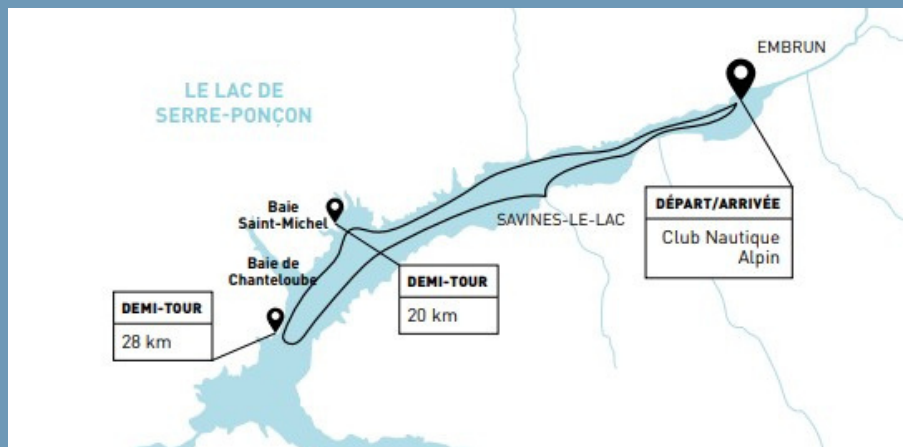 EMBRUN
LE LAC DE
SERRE-PONÇON
Baie
Saint-Michel
SAVINES-LE-LAC
DÉPART/ARRIVÉE
Club Nautique
Alpin
Baie de
Chanteloube
DEMI-TOUR
20 km
DEMI-TOUR
28 km